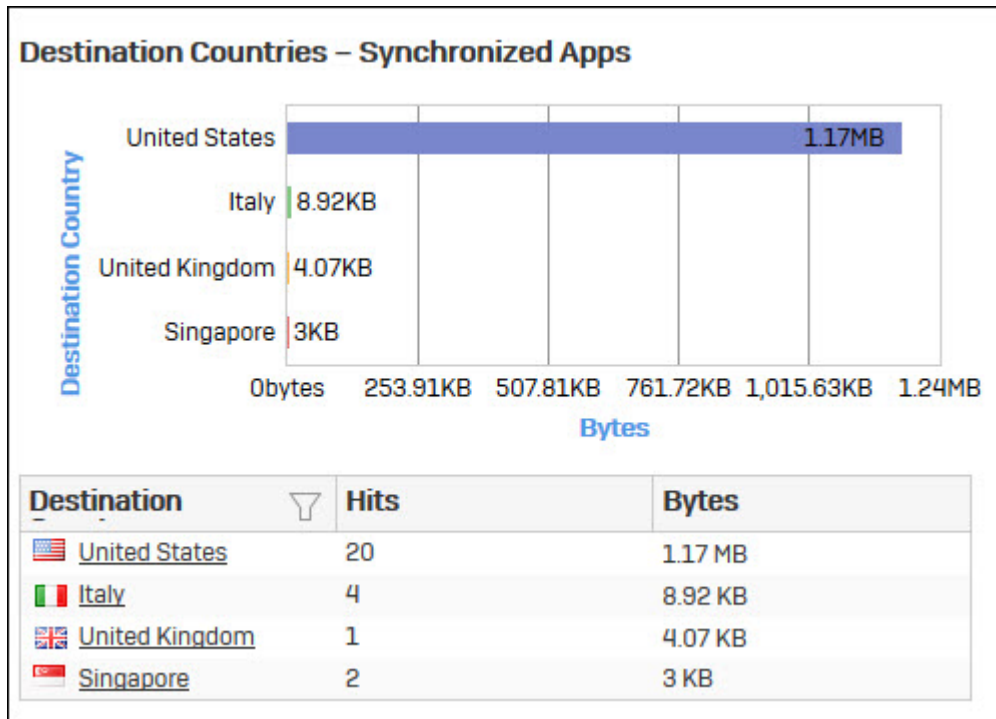 Destination Countries – Synchronized Apps
Destination Country
United States
1.17MB
Italy
8.92KB
United Kingdom
4.07KB
Singapore
3KB
0bytes 253.91KB 507.81KB 761.72KB 1,015.63KB 1.24MB
Bytes
Destination Hits Bytes
United States 20 1.17 MB
Italy 4 8.92 KB
United Kingdom 1 4.07 KB
Singapore 2 3 KB